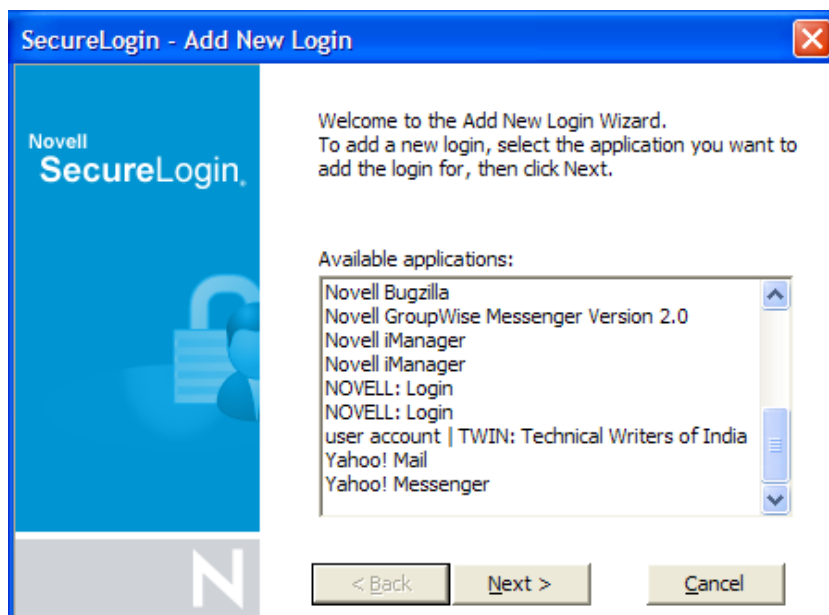 SecureLogin - Add New Login
Novell
SecureLogin.
Welcome to the Add New Login Wizard.
To add a new login, select the application you want to
add the login for, then click Next.
Available applications:
Novell Bugzilla
Novell GroupWise Messenger Version 2.0
Novell iManager
Novell iManager
NOVELL: Login
NOVELL: Login
user account | TWIN: Technical Writers of India
Yahoo! Mail
Yahoo! Messenger
N
< Back
Next >
Cancel